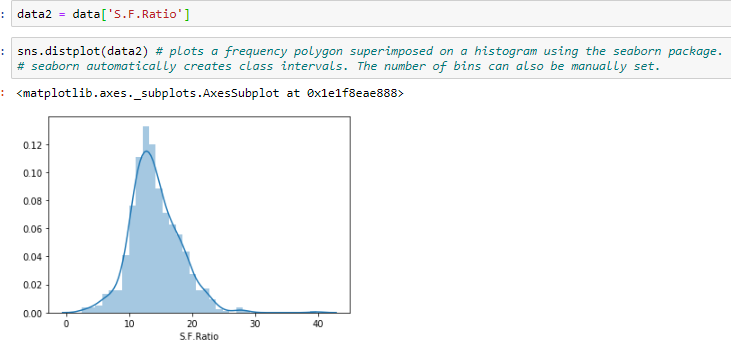 : data2 = data['S.F.Ratio']
: sns.distplot(data2) # plots a frequency polygon superimposed on a histogram using the seaborn package.
# seaborn automatically creates class intervals. The number of bins can also be manually set.
: <matplotlib.axes._subplots.AxesSubplot at 0x1e1f8eae888>
0.12
0.10
0.08
0.06
0.04
0.02
0.00
0 10 20 30 40
S.F.Ratio